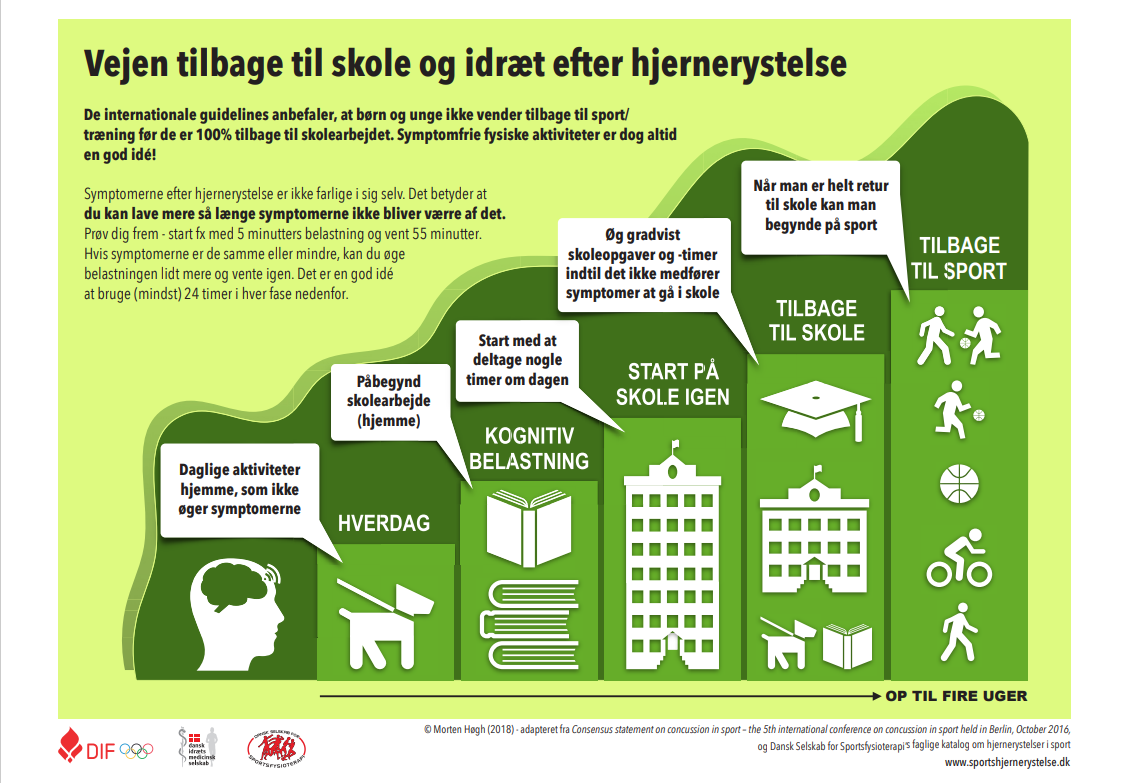 Vejen tilbage til skole og idræt efter hjernerystelse
De internationale guidelines anbefaler, at børn og unge ikke vender tilbage til sport/
træning før de er 100% tilbage til skolearbejdet. Symptomfrie fysiske aktiviteter er dog altid
en god idé!
Symptomerne efter hjernerystelse er ikke farlige i sig selv. Det betyder at
du kan lave mere så længe symptomerne ikke bliver værre af det.
Prøv dig frem - start fx med 5 minutters belastning og vent 55 minutter.
Hvis symptomerne er de samme eller mindre, kan du øge
belastningen lidt mere og vente igen. Det er en god idé
at bruge (mindst) 24 timer i hver fase nedenfor.
Daglige aktiviteter
hjemme, som ikke
øger symptomerne
HVERDAG
Påbegynd
skolearbejde
(hjemme)
KOGNITIV
BELASTNING
Start med at
deltage nogle
timer om dagen
START PÅ
SKOLE IGEN
Øg gradvist
skoleopgaver og -timer
indtil det ikke medfører
symptomer at gå i skole
TILBAGE
TIL SKOLE
Når man er helt retur
til skole kan man
begynde på sport
TILBAGE
TIL SPORT
OP TIL FIRE UGER
DIF
dansk
idræts
medicinsk
selskab
DANSK SELSKAB FOR
SPORTSFYSIOTERAPI
© Morten Høgh (2018) - adapteret fra Consensus statement on concussion in sport – the 5th international conference on concussion in sport held in Berlin, October 2016,
og Dansk Selskab for Sportsfysioterapi's faglige katalog om hjernerystelser i sport
www.sportshjernerystelse.dk